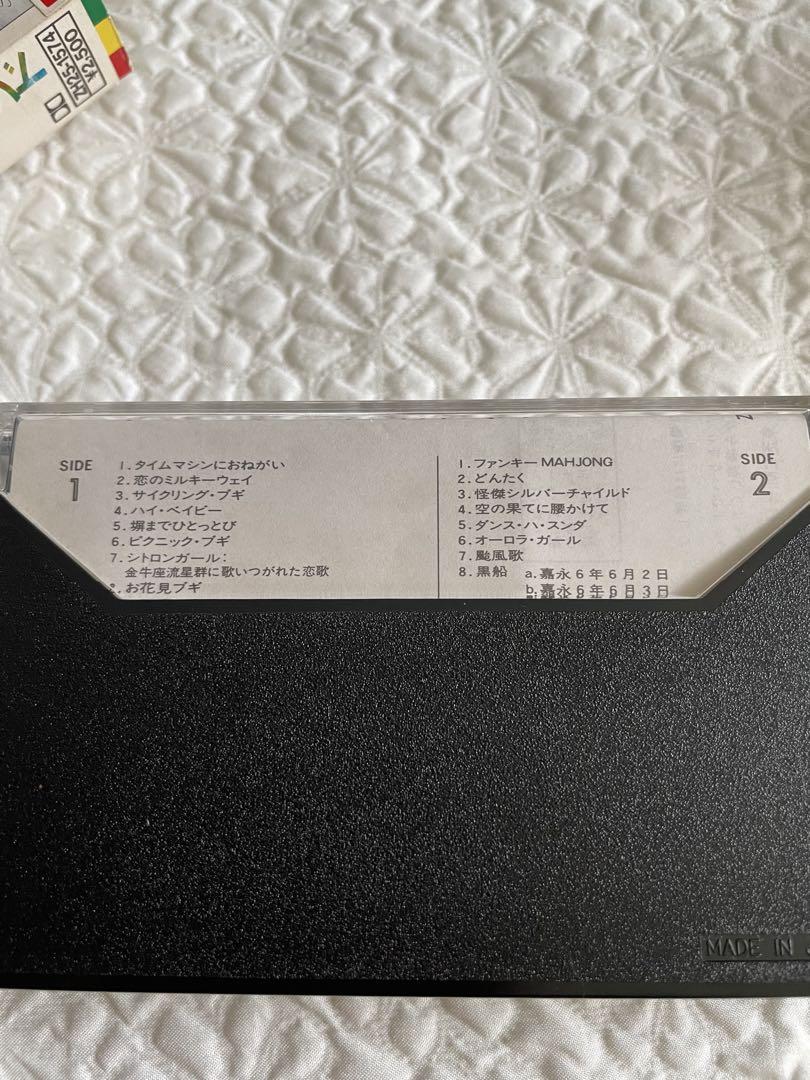 ZH25-1574
¥2,500
SIDE
1
1. タイムマシンにおねがい
2. 恋のミルキーウェイ
3. サイクリング・ブギ
4. ハイ・ベイビー
5. 塀までひとっとび
6. ピクニック・ブギ
7. シトロンガール:
金牛座流星群に歌いつがれた恋歌
8. お花見ブギ
1. ファンキー MAHJONG
2. どんたく
3. 怪傑シルバーチャイルド
4. 空の果てに腰かけて
5. ダンス・ハ・スンダ
6. オーロラ・ガール
7. 颱風歌
8. 黒船 a. 嘉永6年6月2日
b. 嘉永6年6月3日
SIDE
2
MADE IN